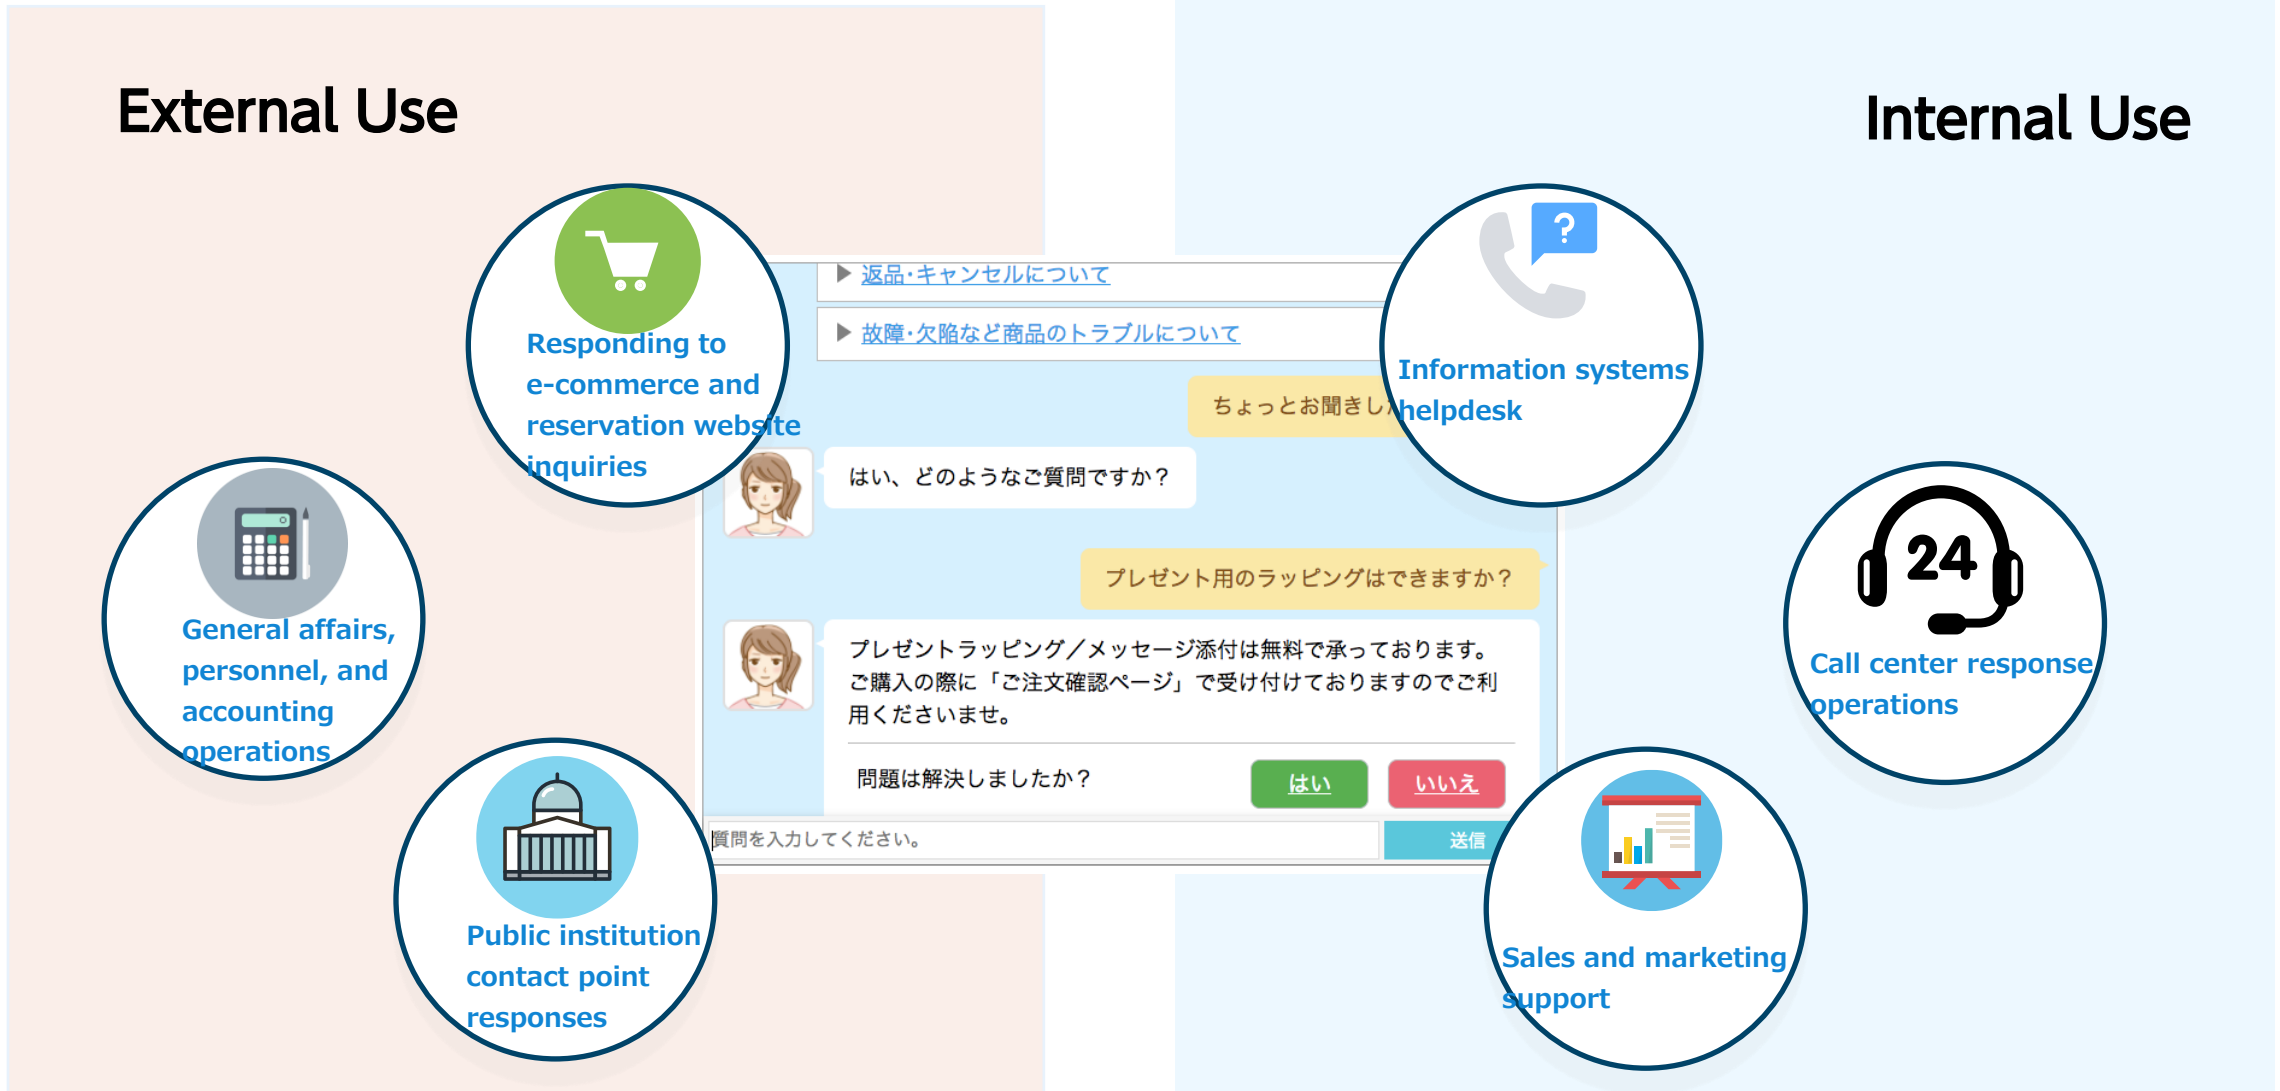 External Use
Internal Use
Responding to
e-commerce and
reservation website
inquiries
General affairs,
personnel, and
accounting
operations
Public institution
contact point
responses
返品・キャンセルについて
故障・欠陥など商品のトラブルについて
ちょっとお聞きし
はい、どのようなご質問ですか？
プレゼント用のラッピングはできますか？
プレゼントラッピング／メッセージ添付は無料で承っております。
ご購入の際に「ご注文確認ページ」で受け付けておりますのでご利
用くださいませ。
問題は解決しましたか？
はい
いいえ
質問を入力してください。
送信
?
Information systems
helpdesk
24
Call center response
operations
Sales and marketing
support